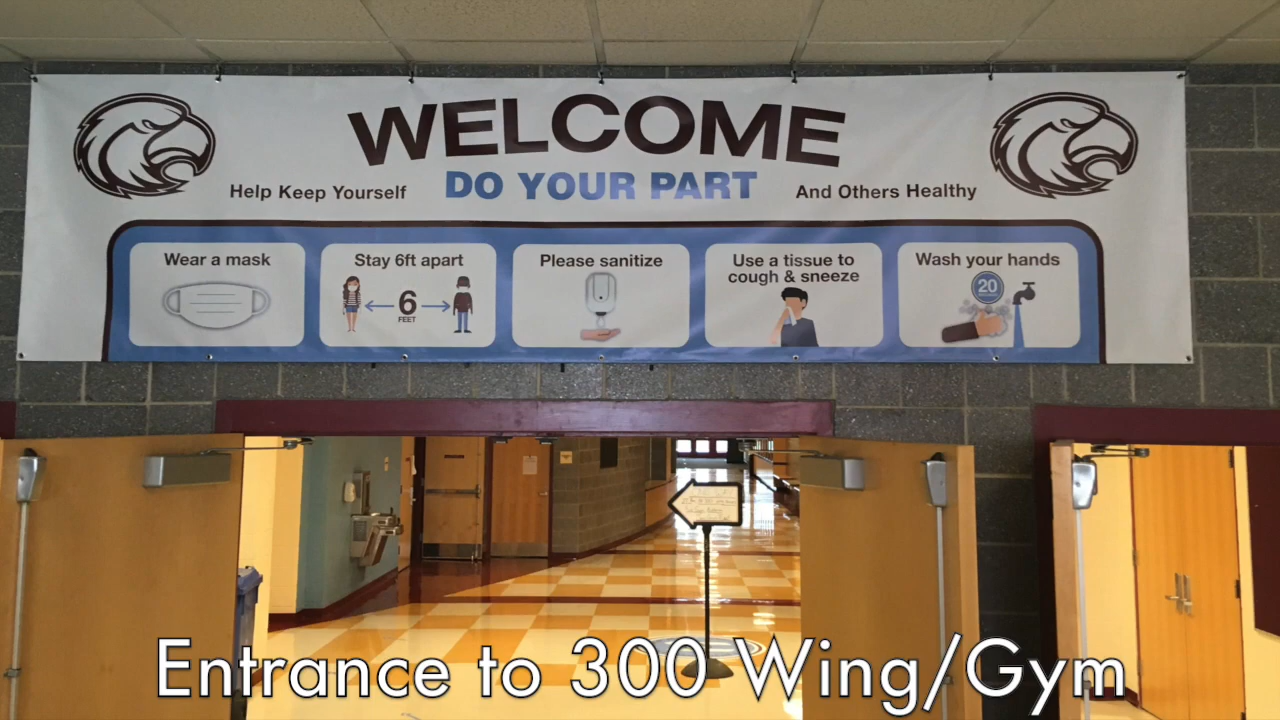 WELCOME
Help Keep Yourself DO YOUR PART And Others Healthy
Wear a mask
Stay 6ft apart
6
FEET
Please sanitize
Use a tissue to
cough & sneeze
Wash your hands
20
Entrance to 300 Wing/Gym